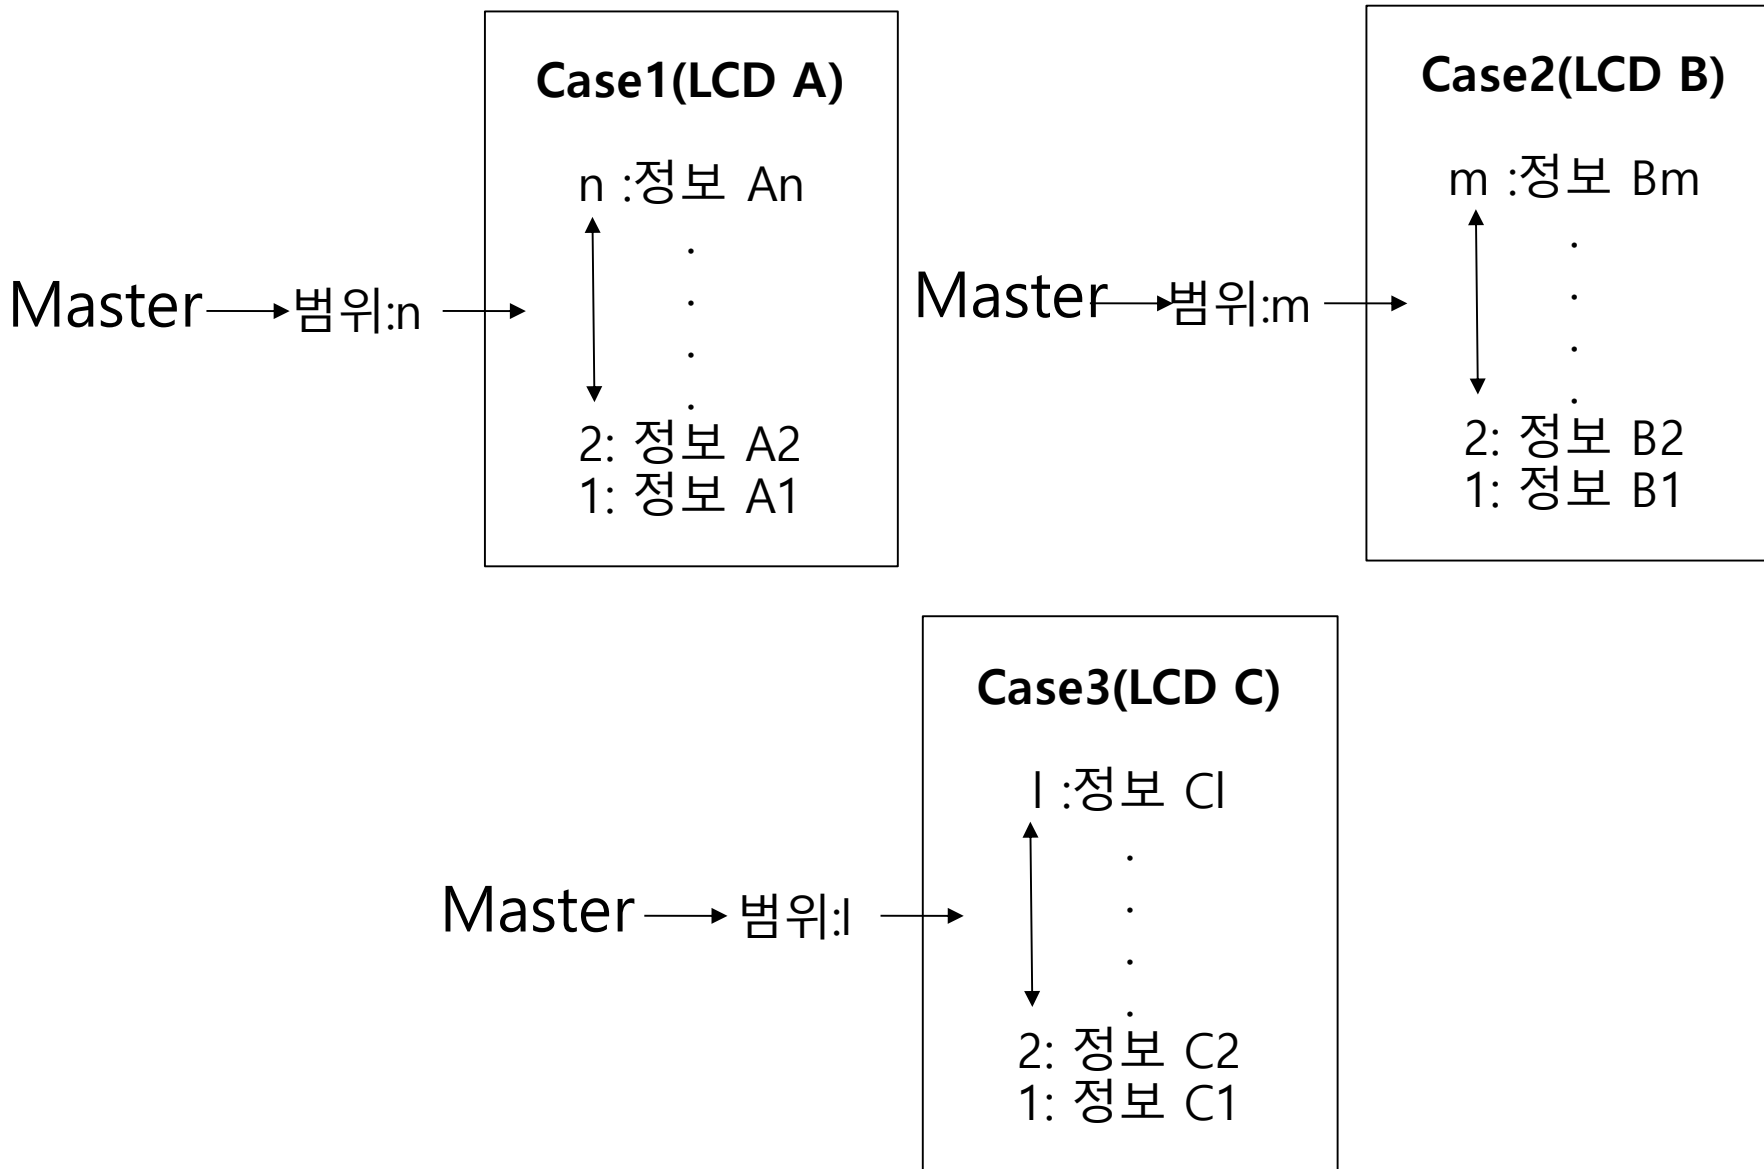 Case1(LCD A)
n :정보 An
.
.
.
.
2: 정보 A2
1: 정보 A1
Master
범위:n
Case2(LCD B)
m :정보 Bm
.
.
.
.
2: 정보 B2
1: 정보 B1
Master
범위:m
Case3(LCD C)
l :정보 Cl
.
.
.
.
2: 정보 C2
1: 정보 C1
Master
범위:l